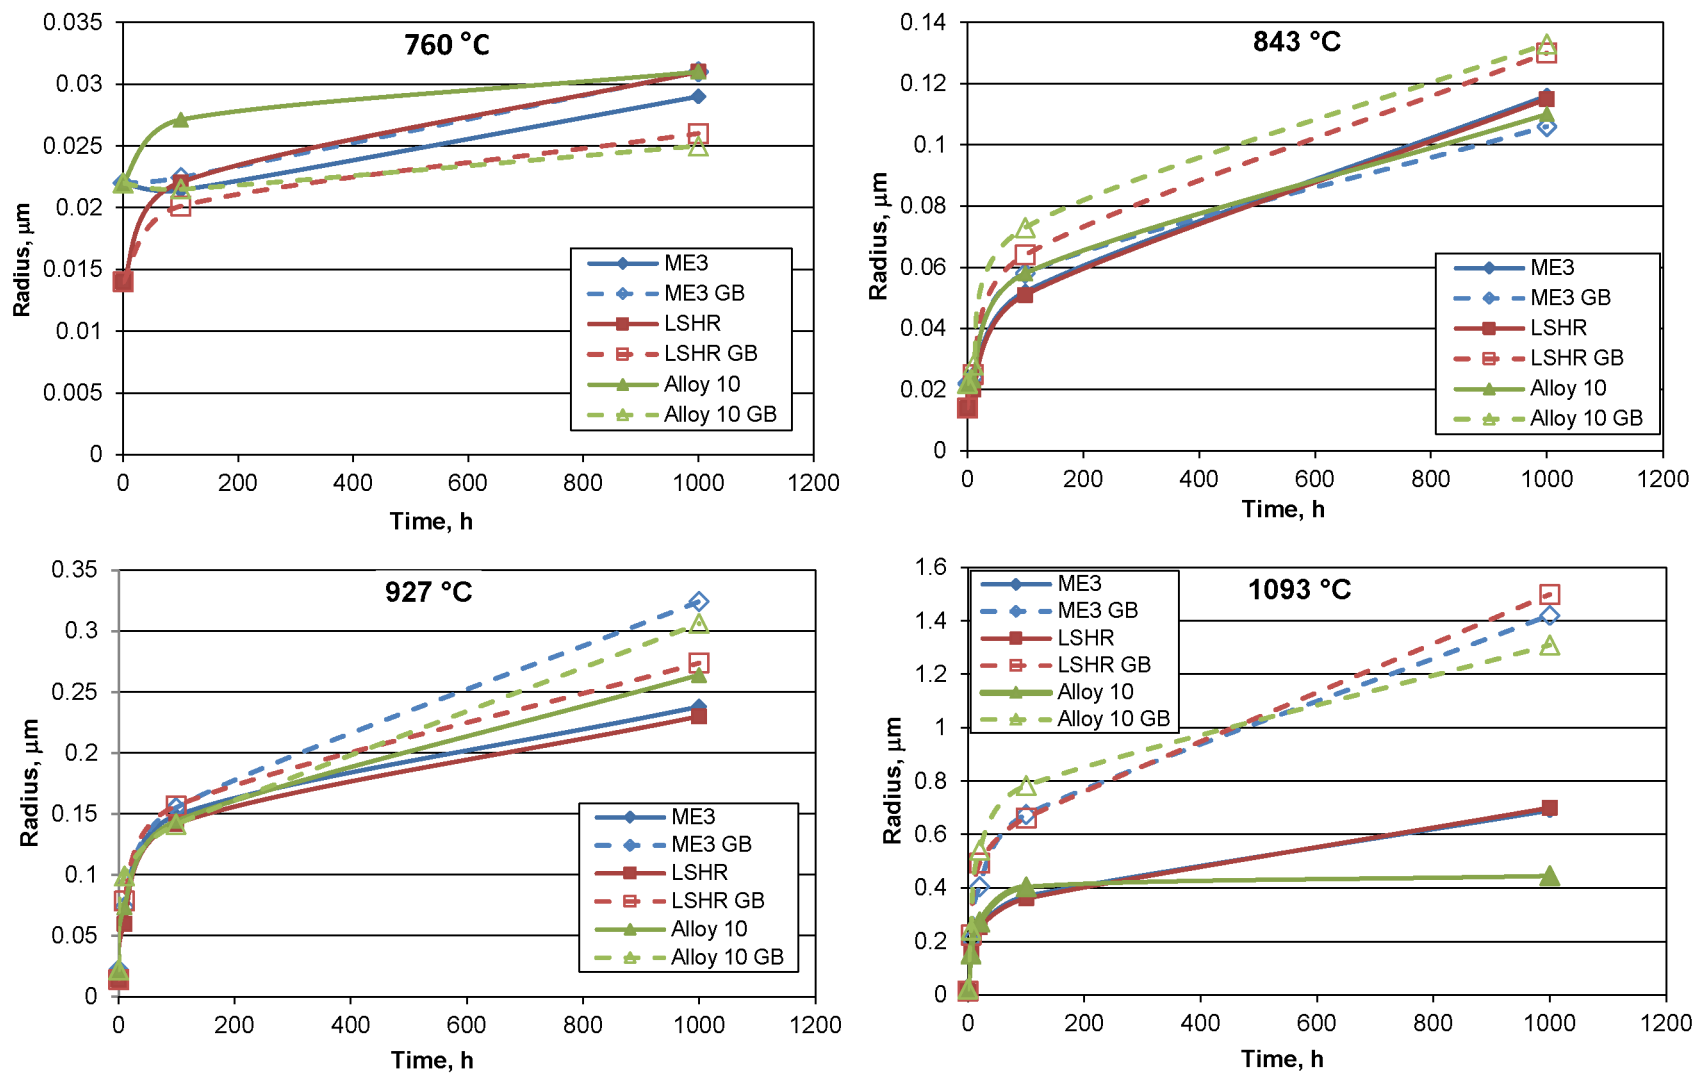 760 °C
0.035
0.03
0.025
0.02
0.015
0.01
0.005
0
Radius, µm
0 200 400 600 800 1000 1200
Time, h
ME3
ME3 GB
LSHR
LSHR GB
Alloy 10
Alloy 10 GB
843 °C
0.14
0.12
0.1
0.08
0.06
0.04
0.02
0
Radius, µm
0 200 400 600 800 1000 1200
Time, h
ME3
ME3 GB
LSHR
LSHR GB
Alloy 10
Alloy 10 GB
927 °C
0.35
0.3
0.25
0.2
0.15
0.1
0.05
0
Radius, µm
0 200 400 600 800 1000 1200
Time, h
ME3
ME3 GB
LSHR
LSHR GB
Alloy 10
Alloy 10 GB
1093 °C
1.6
1.4
1.2
1
0.8
0.6
0.4
0.2
0
Radius, µm
0 200 400 600 800 1000 1200
Time, h
ME3
ME3 GB
LSHR
LSHR GB
Alloy 10
Alloy 10 GB